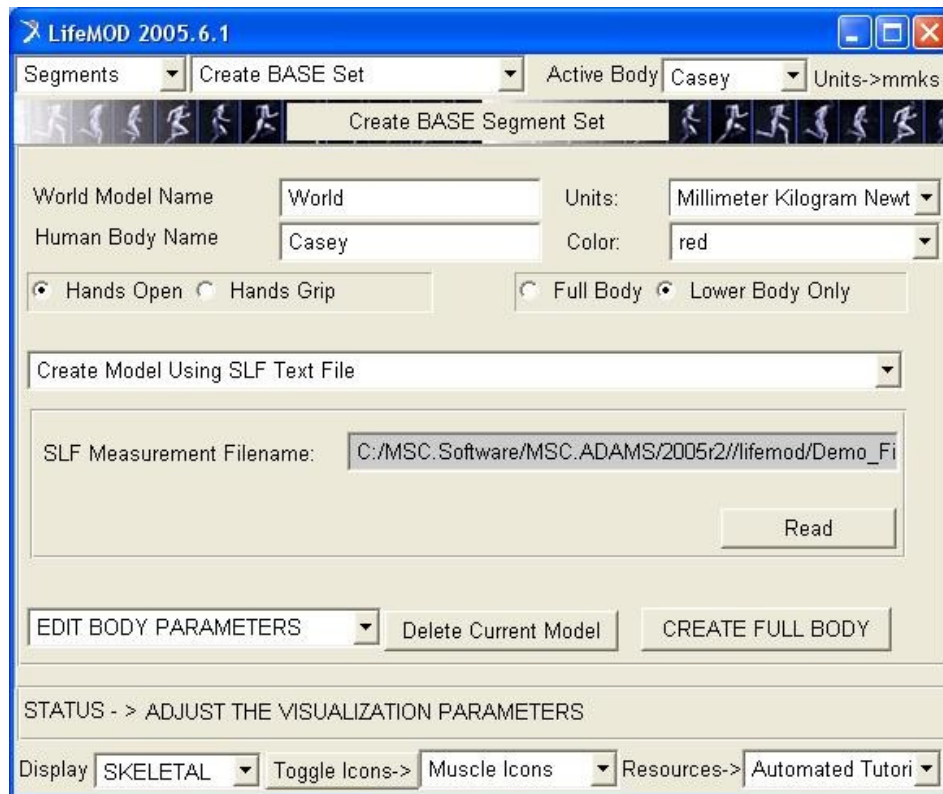 LifeMOD 2005.6.1
Segments Create BASE Set Active Body Casey Units->mmks
Create BASE Segment Set
World Model Name World Units: Millimeter Kilogram Newt
Human Body Name Casey Color: red
Hands Open Hands Grip Full Body Lower Body Only
Create Model Using SLF Text File
SLF Measurement Filename: C:/MSC.Software/MSC.ADAMS/2005r2//lifemod/Demo_Fi
Read
EDIT BODY PARAMETERS Delete Current Model CREATE FULL BODY
STATUS - > ADJUST THE VISUALIZATION PARAMETERS
Display SKELETAL Toggle Icons-> Muscle Icons Resources-> Automated Tutori